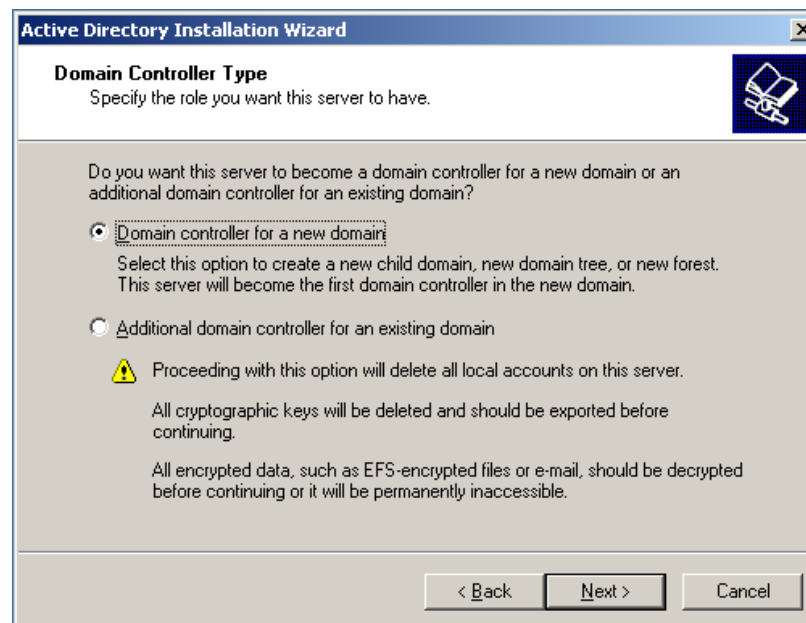 Active Directory Installation Wizard
Domain Controller Type
Specify the role you want this server to have.
Do you want this server to become a domain controller for a new domain or an
additional domain controller for an existing domain?
Domain controller for a new domain
Select this option to create a new child domain, new domain tree, or new forest.
This server will become the first domain controller in the new domain.
Additional domain controller for an existing domain
Proceeding with this option will delete all local accounts on this server.
All cryptographic keys will be deleted and should be exported before
continuing.
All encrypted data, such as EFS-encrypted files or e-mail, should be decrypted
before continuing or it will be permanently inaccessible.
< Back Next > Cancel